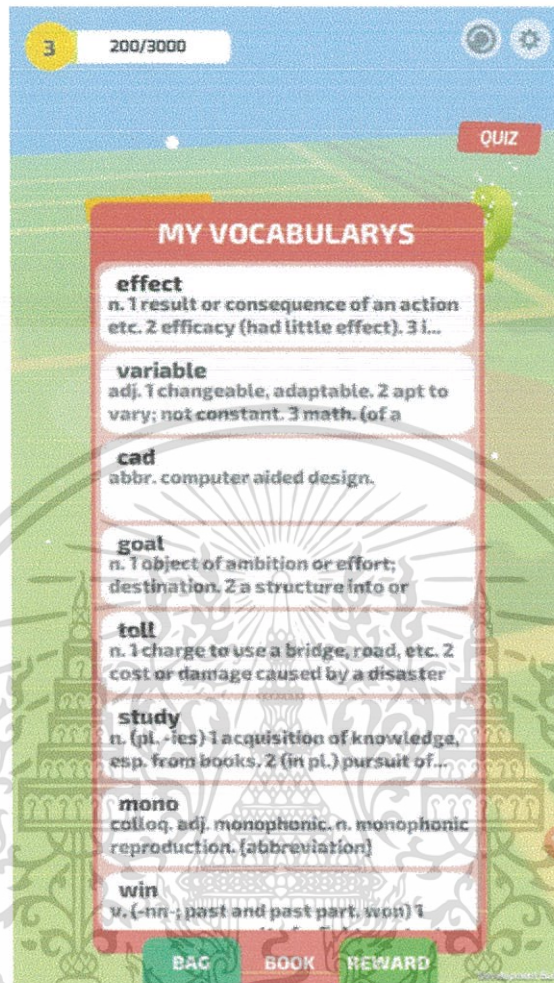 3
200/3000
QUIZ
MY VOCABULARYS
effect
n. 1 result or consequence of an action
etc. 2 efficacy (had little effect). 3 i...
variable
adj. 1 changeable, adaptable. 2 apt to
vary; not constant. 3 math. (of a
cad
abbr. computer aided design.
goal
n. 1 object of ambition or effort;
destination. 2 a structure into or
toll
n. 1 charge to use a bridge, road, etc. 2
cost or damage caused by a disaster
study
n. (pl. -ies) 1 acquisition of knowledge,
esp. from books. 2 (in pl.) pursuit of...
mono
colloq. adj. monophonic. n. monophonic
reproduction. [abbreviation]
win
v. (-nn-; past and past part. won) 1
BAG
BOOK
REWARD